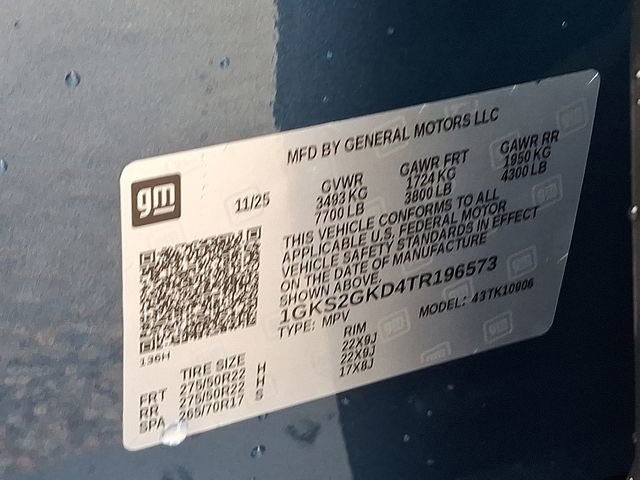 MFD BY GENERAL MOTORS LLC
gm
11/25
GVWR GAWR FRT GAWR RR
3493 KG 1724 KG 1950 KG
7700 LB 3800 LB 4300 LB
THIS VEHICLE CONFORMS TO ALL
APPLICABLE U.S. FEDERAL MOTOR
VEHICLE SAFETY STANDARDS IN EFFECT
ON THE DATE OF MANUFACTURE
SHOWN ABOVE.
1GKS2GKD4TR196573
TYPE: MPV MODEL: 43TK10906
136H
TIRE SIZE RIM
FRT 275/50R22 H 22X9J
RR 275/50R22 H 22X9J
SPA 265/70R17 S 17X8J